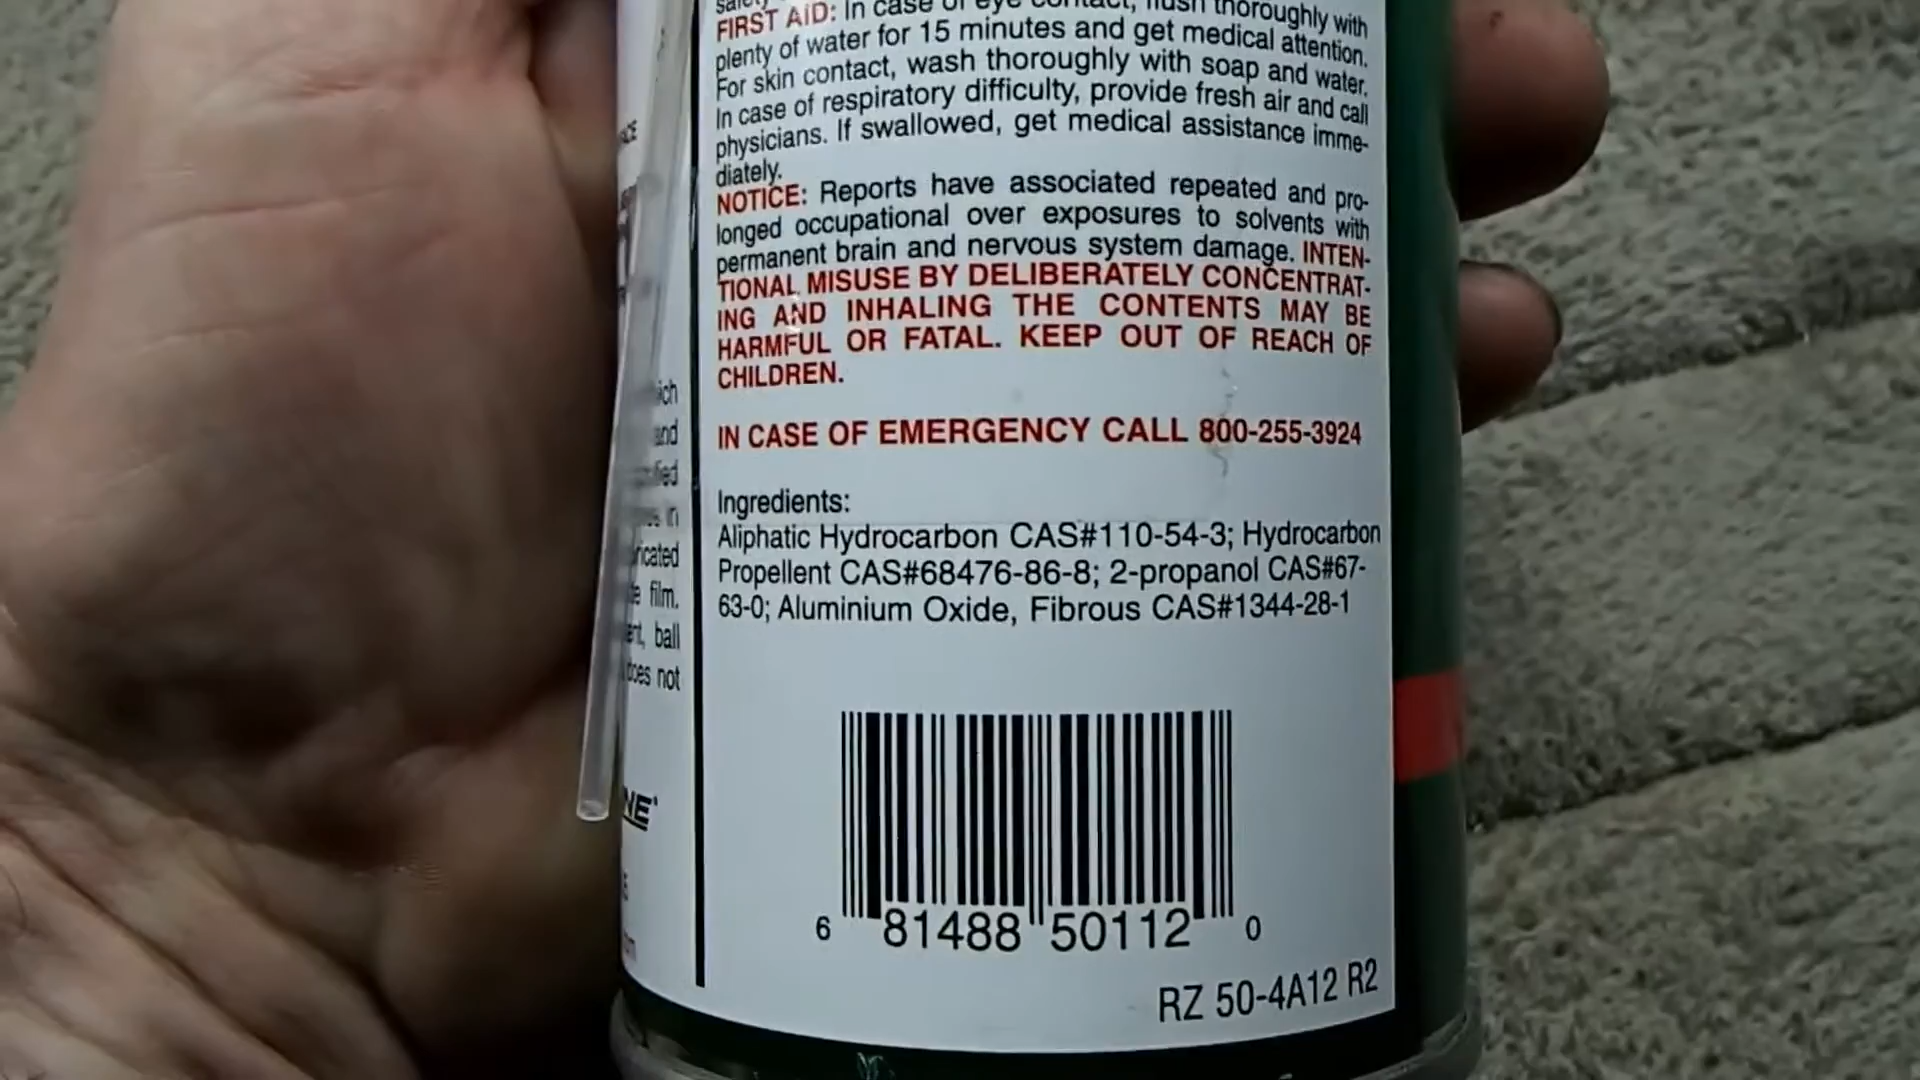 FIRST AID: In case of eye contact, flush thoroughly with
plenty of water for 15 minutes and get medical attention.
For skin contact, wash thoroughly with soap and water.
In case of respiratory difficulty, provide fresh air and call
physicians. If swallowed, get medical assistance imme-
diately.
NOTICE: Reports have associated repeated and pro-
longed occupational over exposures to solvents with
permanent brain and nervous system damage. INTEN-
TIONAL MISUSE BY DELIBERATELY CONCENTRAT-
ING AND INHALING THE CONTENTS MAY BE
HARMFUL OR FATAL. KEEP OUT OF REACH OF
CHILDREN.
IN CASE OF EMERGENCY CALL 800-255-3924
Ingredients:
Aliphatic Hydrocarbon CAS#110-54-3; Hydrocarbon
Propellent CAS#68476-86-8; 2-propanol CAS#67-
63-0; Aluminium Oxide, Fibrous CAS#1344-28-1
6 81488 50112 0
RZ 50-4A12 R2
film.
ball
does not